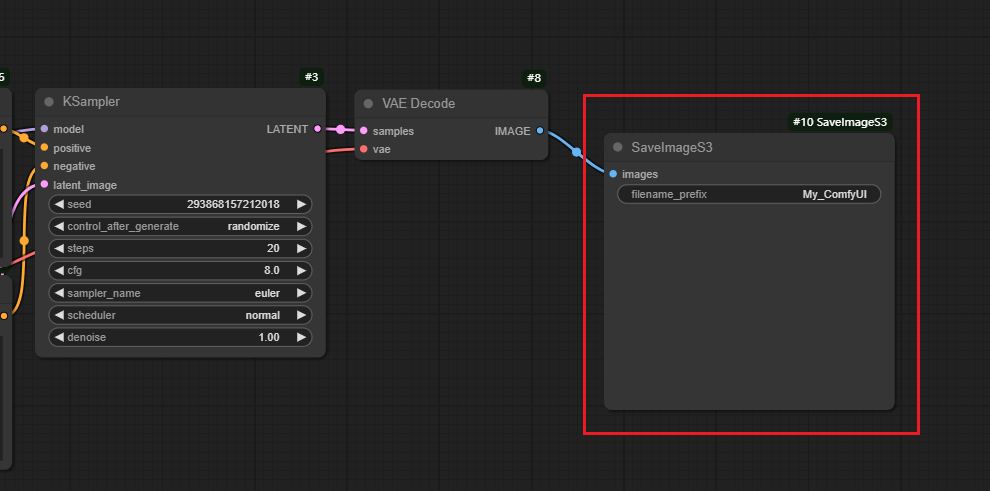 6
#3
KSampler
model
LATENT
positive
negative
latent_image
seed 293868157212018
control_after_generate randomize
steps 20
cfg 8.0
sampler_name euler
scheduler normal
denoise 1.00
#8
VAE Decode
samples
IMAGE
vae
#10 SaveImageS3
SaveImageS3
images
filename_prefix My_ComfyUI